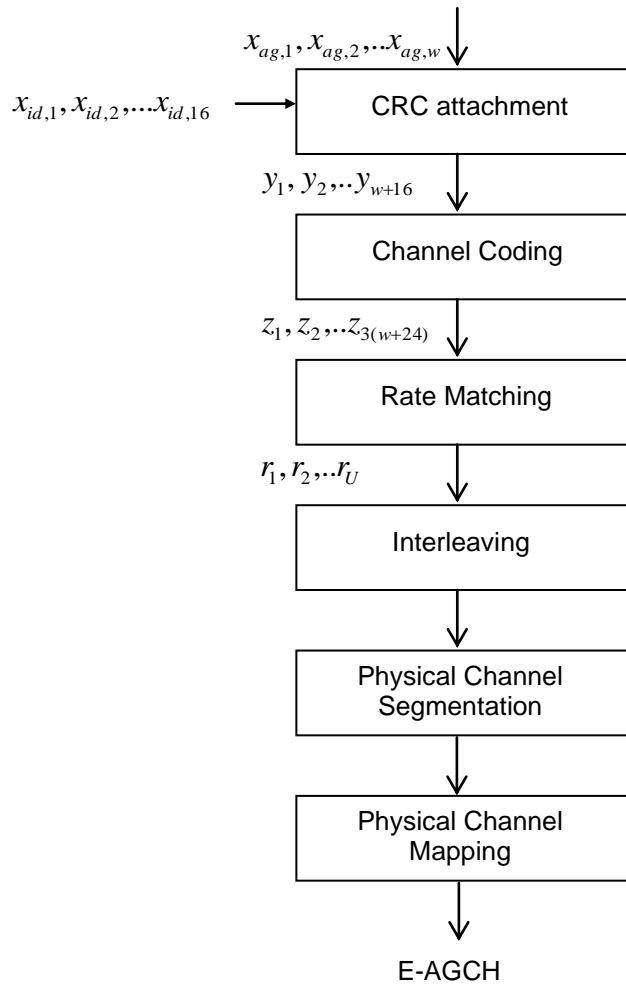 x_{ag,1}, x_{ag,2},..x_{ag,w}
x_{id,1}, x_{id,2},...x_{id,16}
CRC attachment
y_1, y_2,..y_{w+16}
Channel Coding
z_1, z_2,..z_{3(w+24)}
Rate Matching
r_1, r_2,..r_U
Interleaving
Physical Channel
Segmentation
Physical Channel
Mapping
E-AGCH